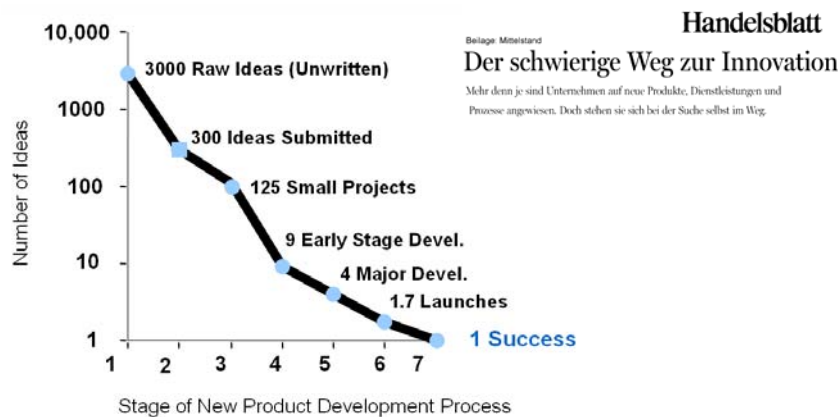 Handelsblatt
Beilage: Mittelstand
Der schwierige Weg zur Innovation
Mehr denn je sind Unternehmen auf neue Produkte, Dienstleistungen und
Prozesse angewiesen. Doch stehen sie sich bei der Suche selbst im Weg.
Number of Ideas
10,000
1000
100
10
1
3000 Raw Ideas (Unwritten)
300 Ideas Submitted
125 Small Projects
9 Early Stage Devel.
4 Major Devel.
1.7 Launches
1 Success
1 2 3 4 5 6 7
Stage of New Product Development Process